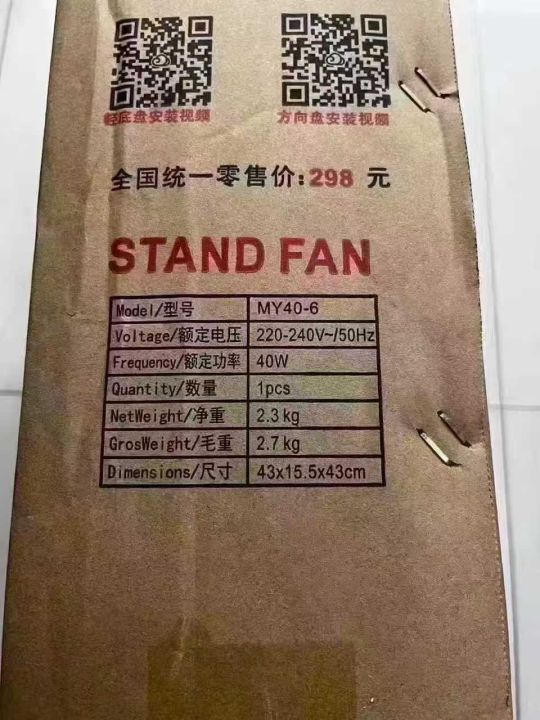 轻底盘安装视频 方向盘安装视频
全国统一零售价:298 元
STAND FAN
Model/型号 MY40-6
Voltage/额定电压 220-240V~/50Hz
Frequency/额定功率 40W
Quantity/数量 1pcs
NetWeight/净重 2.3kg
GrosWeight/毛重 2.7kg
Dimensions/尺寸 43x15.5x43cm